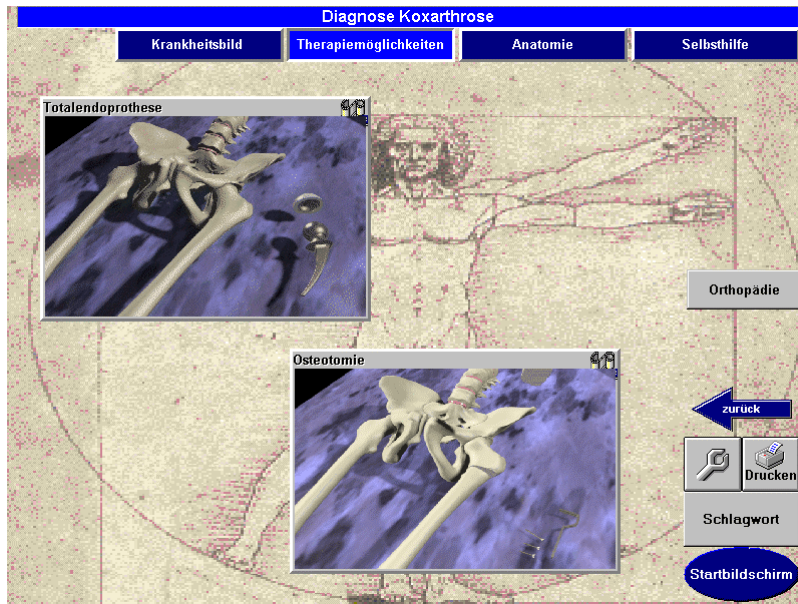 Diagnose Koxarthrose
Krankheitsbild
Therapiemöglichkeiten
Anatomie
Selbsthilfe
Totalendoprothese
Orthopädie
Osteotomie
zurück
Drucken
Schlagwort
Startbildschirm